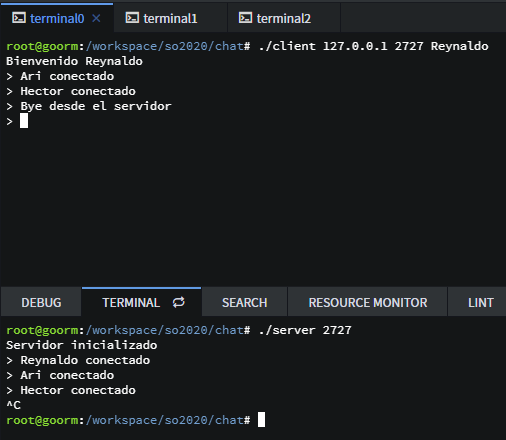 terminal0 × terminal1 terminal2
root@goorm:/workspace/so2020/chat# ./client 127.0.0.1 2727 Reynaldo
Bienvenido Reynaldo
> Ari conectado
> Hector conectado
> Bye desde el servidor
>
DEBUG TERMINAL SEARCH RESOURCE MONITOR LINT
root@goorm:/workspace/so2020/chat# ./server 2727
Servidor inicializado
> Reynaldo conectado
> Ari conectado
> Hector conectado
^C
root@goorm:/workspace/so2020/chat#